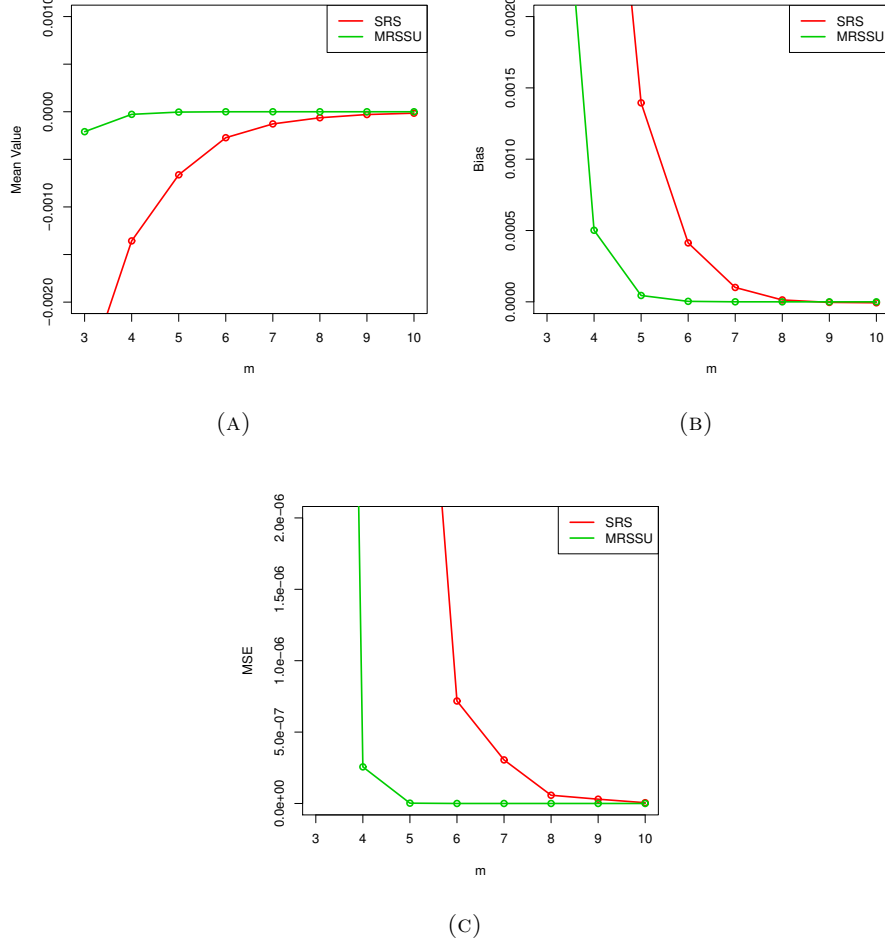 SRS
MRSSU
0.0010
0.0000
−0.0010
−0.0020
Mean Value
3 4 5 6 7 8 9 10
m
(A)
SRS
MRSSU
0.0020
0.0015
0.0010
0.0005
0.0000
Bias
3 4 5 6 7 8 9 10
m
(B)
SRS
MRSSU
2.0e−06
1.5e−06
1.0e−06
5.0e−07
0.0e+00
MSE
3 4 5 6 7 8 9 10
m
(C)